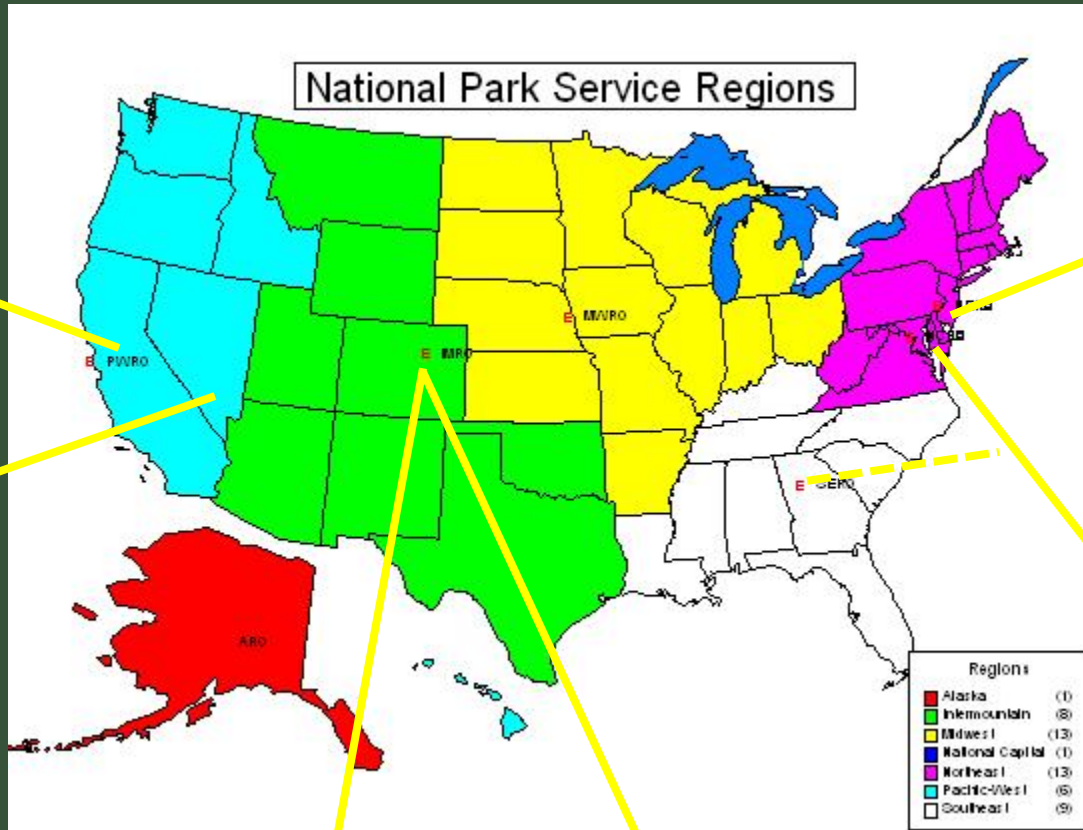 National Park Service Regions
MWRO
E PWRO
E IMRO
E
E SERO
ARO
Regions
Alaska (1)
Intermountain (8)
Midwest (13)
National Capital (1)
Northeast (13)
Pacific-West (6)
Southeast (9)